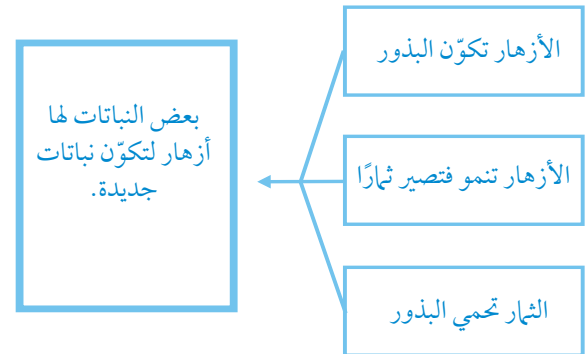 الأزهار تكوّن البذور
الأزهار تنمو فتصير ثمارًا
الثمار تحمي البذور
بعض النباتات لها
أزهار لتكوّن نباتات
جديدة.